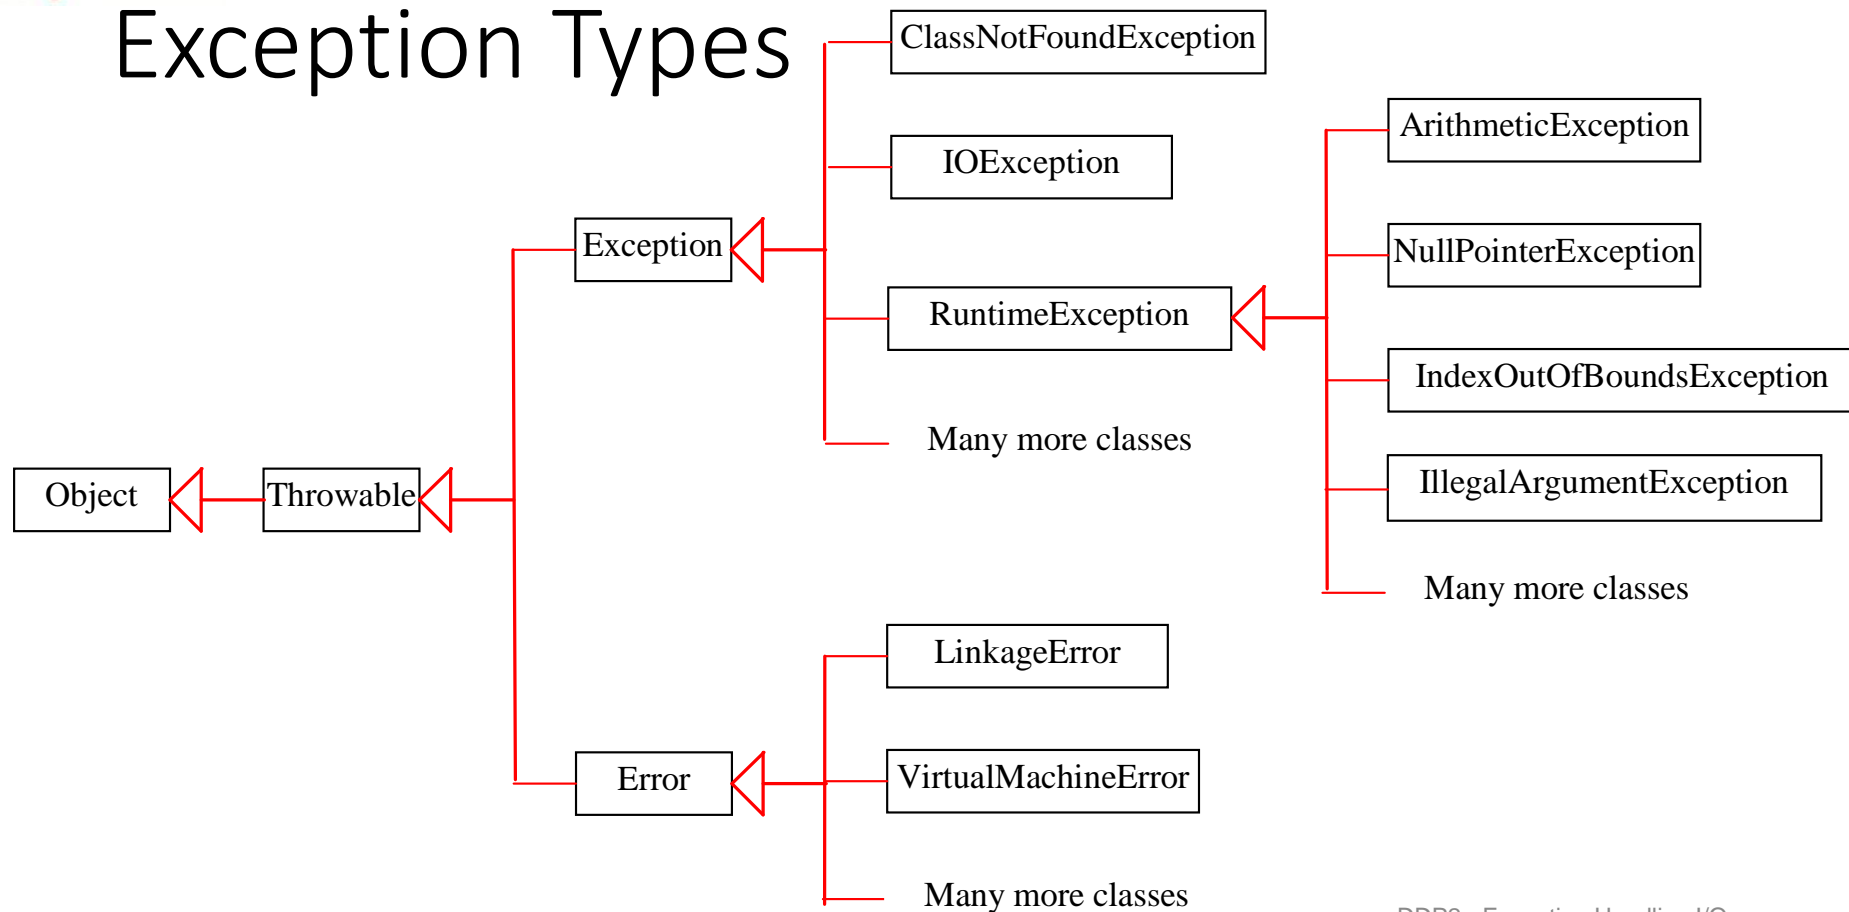 Exception Types
ClassNotFoundException
ArithmeticException
IOException
NullPointerException
Exception
RuntimeException
IndexOutOfBoundsException
Many more classes
IllegalArgumentException
Object
Throwable
Many more classes
LinkageError
Error
VirtualMachineError
Many more classes